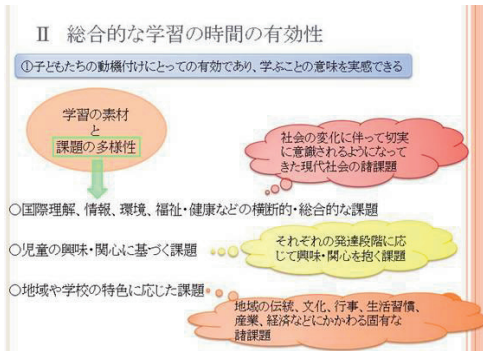 Ⅱ 総合的な学習の時間の有効性
①子どもたちの動機付けにとっての有効であり、学ぶことの意味を実感できる
学習の素材
と
課題の多様性
社会の変化に伴って切実
に意識されるようになって
きた現代社会の諸課題
○国際理解、情報、環境、福祉・健康などの横断的・総合的な課題
○児童の興味・関心に基づく課題
それぞれの発達段階に応
じて興味・関心を抱く課題
○地域や学校の特色に応じた課題
地域の伝統、文化、行事、生活習慣、
産業、経済などにかかわる固有な
諸課題